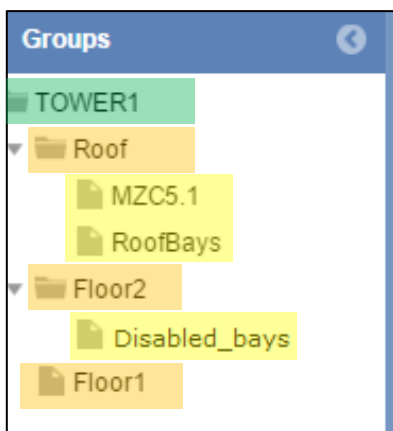 Groups
TOWER1
Roof
MZC5.1
RoofBays
Floor2
Disabled_bays
Floor1